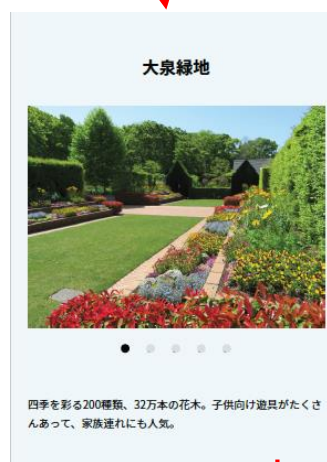 大泉緑地
四季を彩る200種類、32万本の花木。子供向け遊具がたくさ
んあって、家族連れにも人気。